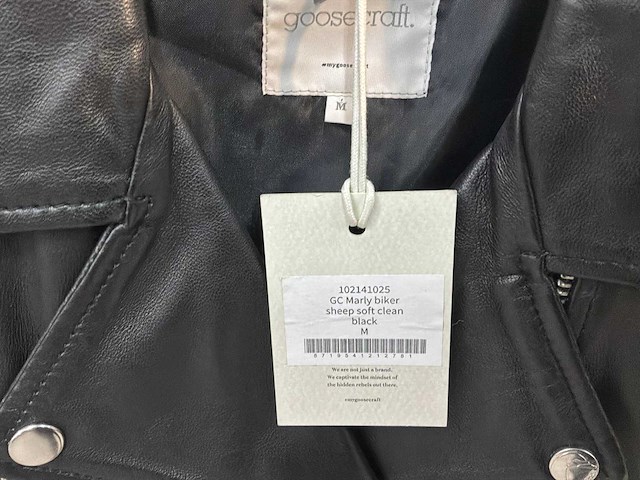 goosecraft.
M
102141025
GC Marly biker
sheep soft clean
black
M
We are not just a brand.
We captivate the mindset of
the hidden rebels out there.
#mygoosecraft